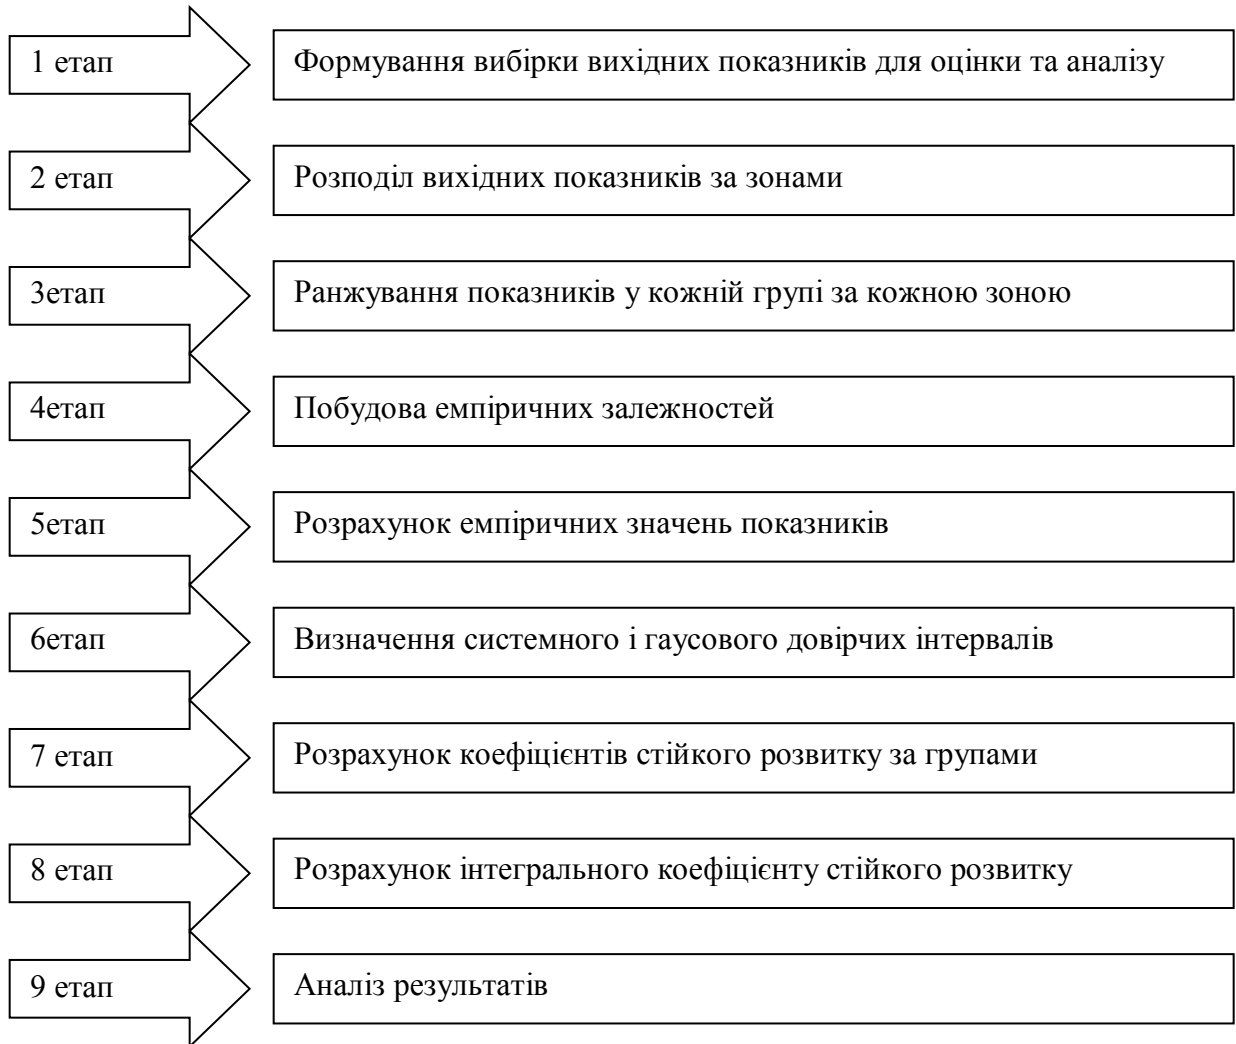 1 етап
Формування вибірки вихідних показників для оцінки та аналізу
2 етап
Розподіл вихідних показників за зонами
3етап
Ранжування показників у кожній групі за кожною зоною
4етап
Побудова емпіричних залежностей
5етап
Розрахунок емпіричних значень показників
6етап
Визначення системного і гаусового довірчих інтервалів
7 етап
Розрахунок коефіцієнтів стійкого розвитку за групами
8 етап
Розрахунок інтегрального коефіцієнту стійкого розвитку
9 етап
Аналіз результатів